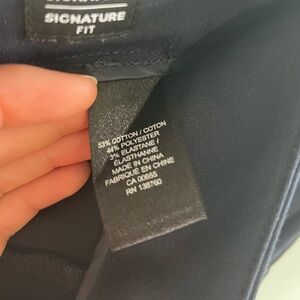 SIGNATURE
FIT
53% COTTON / COTON
44% POLYESTER
3% ELASTANE /
ÉLASTHANNE
MADE IN CHINA
FABRIQUÉ EN CHINE
CA 00655
RN 138760